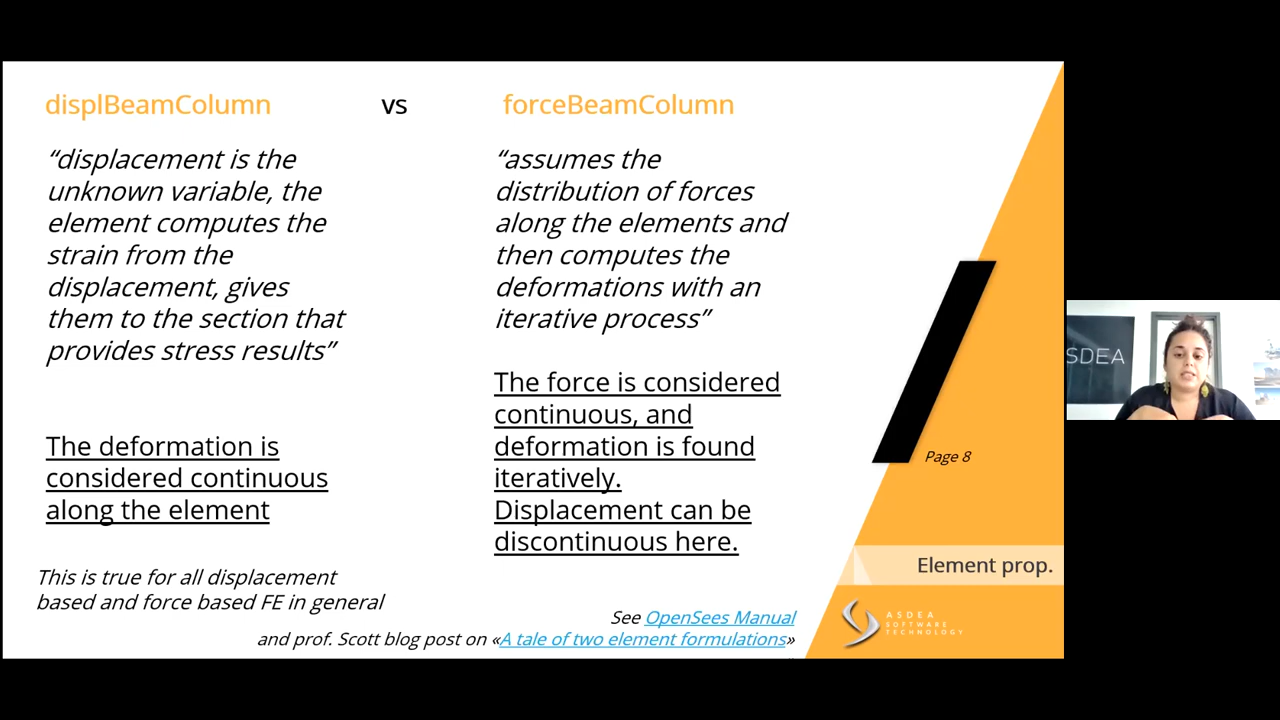 displBeamColumn vs forceBeamColumn
“displacement is the
unknown variable, the
element computes the
strain from the
displacement, gives
them to the section that
provides stress results”
The deformation is
considered continuous
along the element
“assumes the
distribution of forces
along the elements and
then computes the
deformations with an
iterative process”
The force is considered
continuous, and
deformation is found
iteratively.
Displacement can be
discontinuous here.
This is true for all displacement
based and force based FE in general
See OpenSees Manual
and prof. Scott blog post on «A tale of two element formulations»
Page 8
Element prop.
ASDEA
SOFTWARE
TECHNOLOGY
SDEA